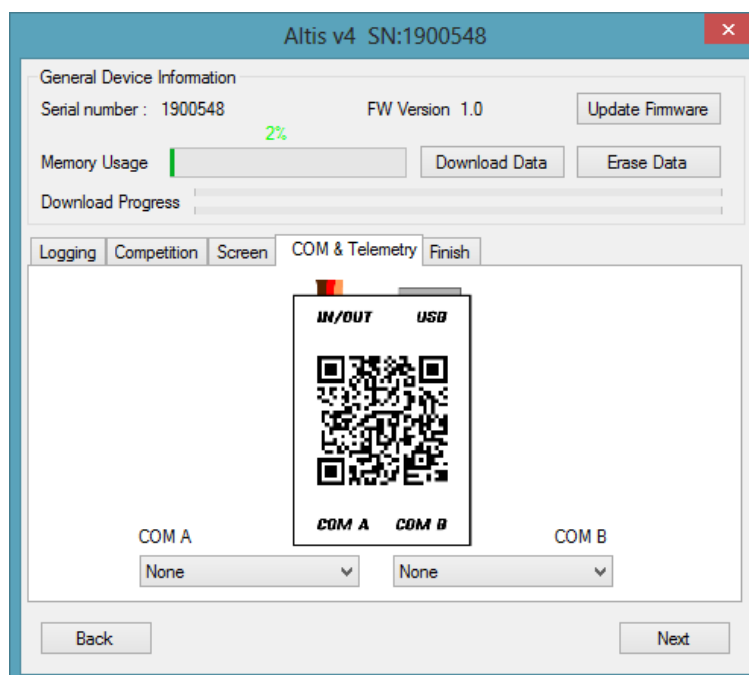 Altis v4 SN:1900548
General Device Information
Serial number : 1900548 FW Version 1.0 Update Firmware
2%
Memory Usage Download Data Erase Data
Download Progress
Logging Competition Screen COM & Telemetry Finish
IN/OUT USB
COM A COM B
COM A COM B
None None
Back Next